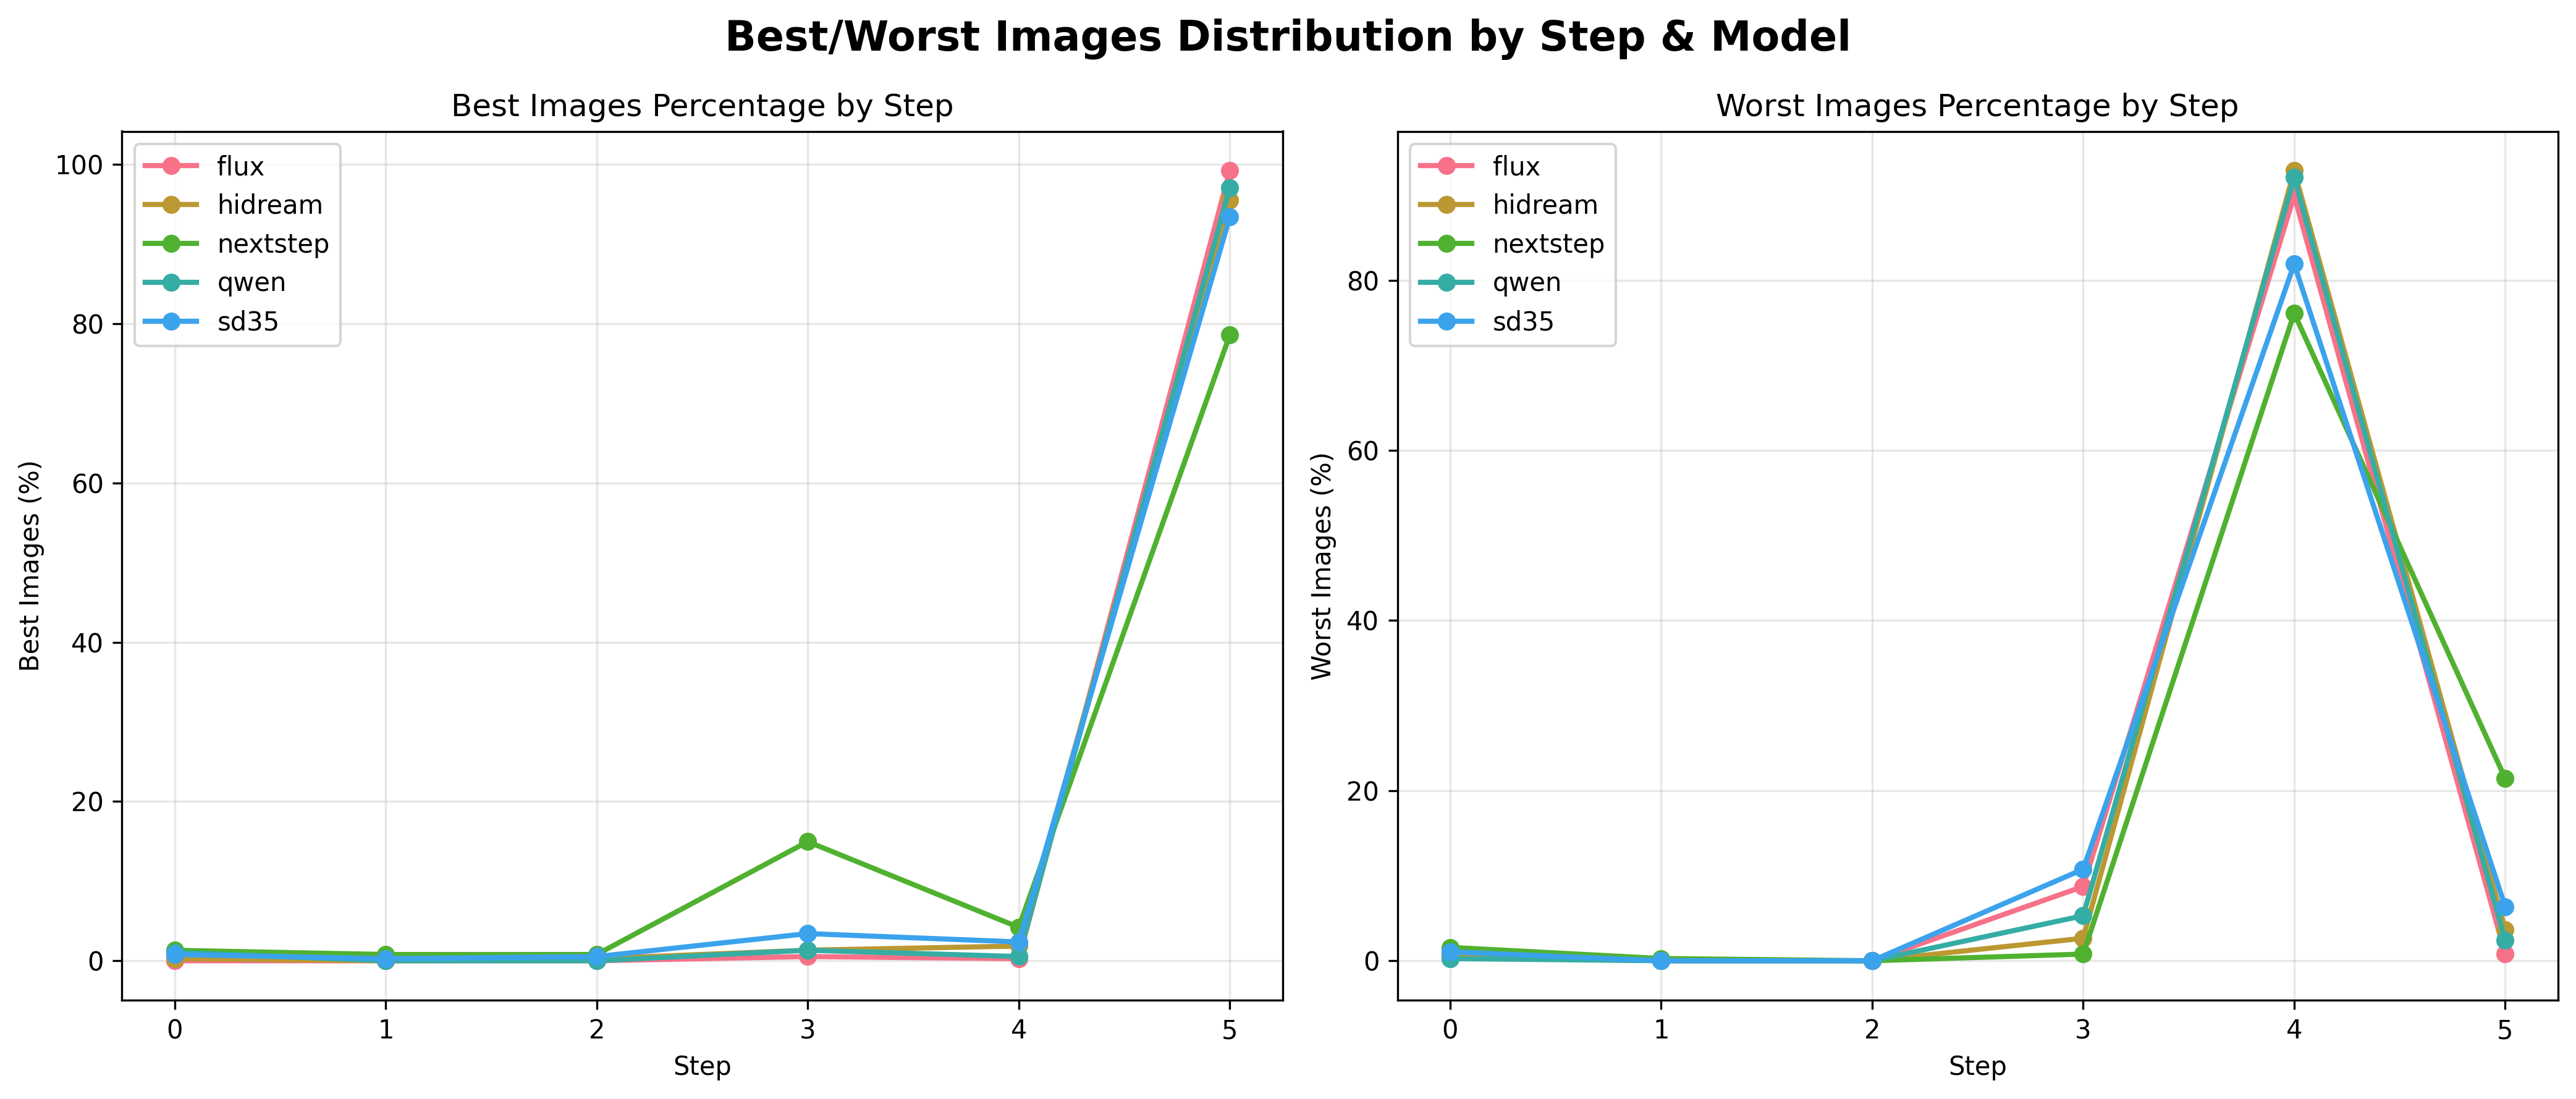 Best/Worst Images Distribution by Step & Model
Best Images Percentage by Step
Best Images (%)
100
80
60
40
20
0
flux
hidream
nextstep
qwen
sd35
0 1 2 3 4 5
Step
Worst Images Percentage by Step
Worst Images (%)
80
60
40
20
0
flux
hidream
nextstep
qwen
sd35
0 1 2 3 4 5
Step